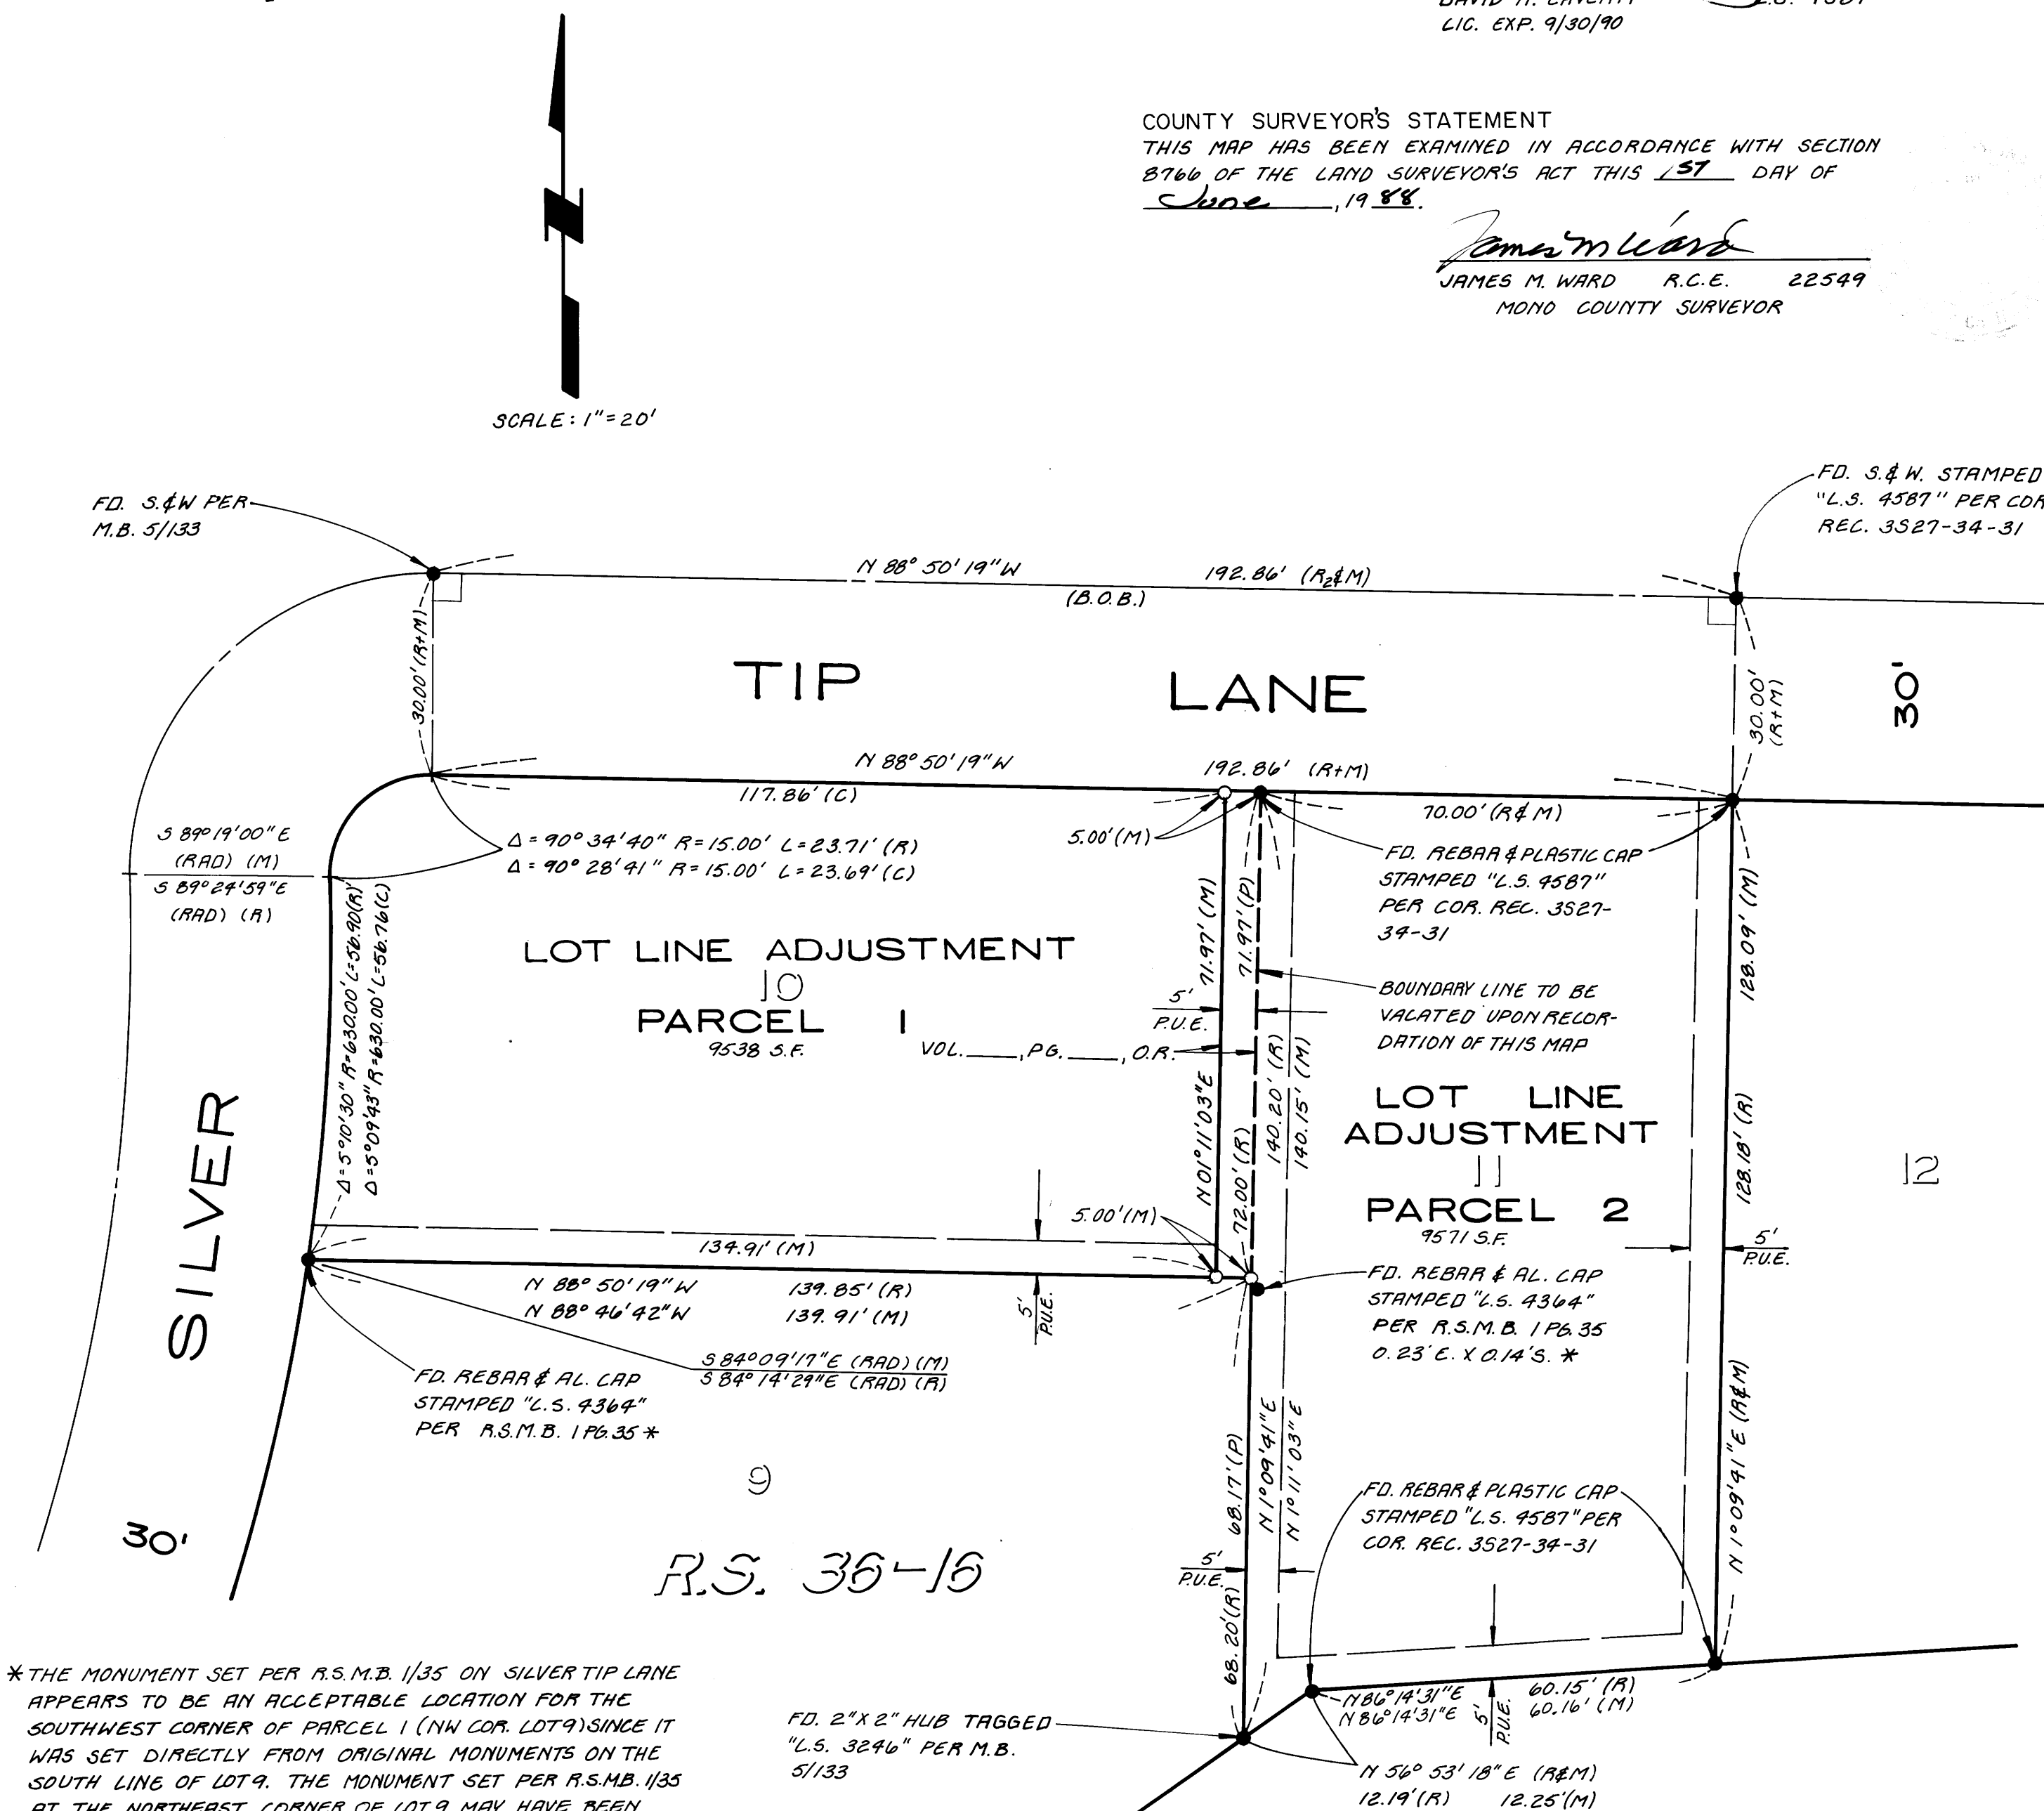 LIC. EXP. 9/30/90
COUNTY SURVEYOR'S STATEMENT
THIS MAP HAS BEEN EXAMINED IN ACCORDANCE WITH SECTION
8766 OF THE LAND SURVEYOR'S ACT THIS 1ST DAY OF
June, 1988.
James M Ward
JAMES M. WARD R.C.E. 22549
MONO COUNTY SURVEYOR
SCALE: 1"=20'
FD. S.&W PER
M.B. 5/133
FD. S.& W. STAMPED
"L.S. 4587" PER COR
REC. 3S27-34-31
N 88° 50' 19" W 192.86' (R2&M)
(B.O.B.)
30.00' (R+M)
TIP LANE
30'
30.00'
(R+M)
N 88° 50' 19" W 192.86' (R+M)
117.86' (C)
70.00' (R&M)
5.00' (M)
S 89° 19' 00" E
(RAD) (M)
S 89° 24' 59" E
(RAD) (R)
Δ = 90° 34' 40" R=15.00' L=23.71' (R)
Δ = 90° 28' 41" R=15.00' L=23.69' (C)
FD. REBAR & PLASTIC CAP
STAMPED "L.S. 4587"
PER COR. REC. 3S27-
34-31
Δ=5°10'30" R=630.00' L=56.90(R)
Δ=5°09'43" R=630.00' L=56.76(C)
71.97' (M)
71.97' (P)
128.09' (M)
LOT LINE ADJUSTMENT
10
PARCEL 1
9538 S.F.
VOL.____, PG.____, O.R.
5'
P.U.E.
BOUNDARY LINE TO BE
VACATED UPON RECOR-
DATION OF THIS MAP
N01°11'03"E
72.00' (R)
140.20' (R)
140.15' (M)
LOT LINE
ADJUSTMENT
11
PARCEL 2
9571 S.F.
128.18' (R)
12
SILVER
5.00' (M)
134.91' (M)
N 88° 50' 19" W 139.85' (R)
N 88° 46' 42" W 139.91' (M)
5'
P.U.E.
5'
P.U.E.
FD. REBAR & AL. CAP
STAMPED "L.S. 4364"
PER R.S.M.B. 1 PG. 35
0.23' E. X 0.14' S. *
S 84° 09' 17" E (RAD) (M)
S 84° 14' 29" E (RAD) (R)
FD. REBAR & AL. CAP
STAMPED "L.S. 4364"
PER R.S.M.B. 1 PG. 35 *
9
68.17' (P)
68.20' (R)
N 1° 09' 41" E
N 1° 11' 03" E
N 1° 09' 41" E (R&M)
FD. REBAR & PLASTIC CAP
STAMPED "L.S. 4587" PER
COR. REC. 3S27-34-31
30'
R.S. 36-16
5'
P.U.E.
N 86° 14' 31" E 60.15' (R)
N 86° 14' 31" E 60.16' (M)
5'
P.U.E.
FD. 2" X 2" HUB TAGGED
"L.S. 3246" PER M.B.
5/133
N 56° 53' 18" E (R&M)
12.19' (R) 12.25' (M)
* THE MONUMENT SET PER R.S.M.B. 1/35 ON SILVER TIP LANE
APPEARS TO BE AN ACCEPTABLE LOCATION FOR THE
SOUTHWEST CORNER OF PARCEL 1 (NW COR. LOT 9) SINCE IT
WAS SET DIRECTLY FROM ORIGINAL MONUMENTS ON THE
SOUTH LINE OF LOT 9. THE MONUMENT SET PER R.S.M.B. 1/35
AT THE NORTHEAST CORNER OF LOT 9 MAY HAVE BEEN